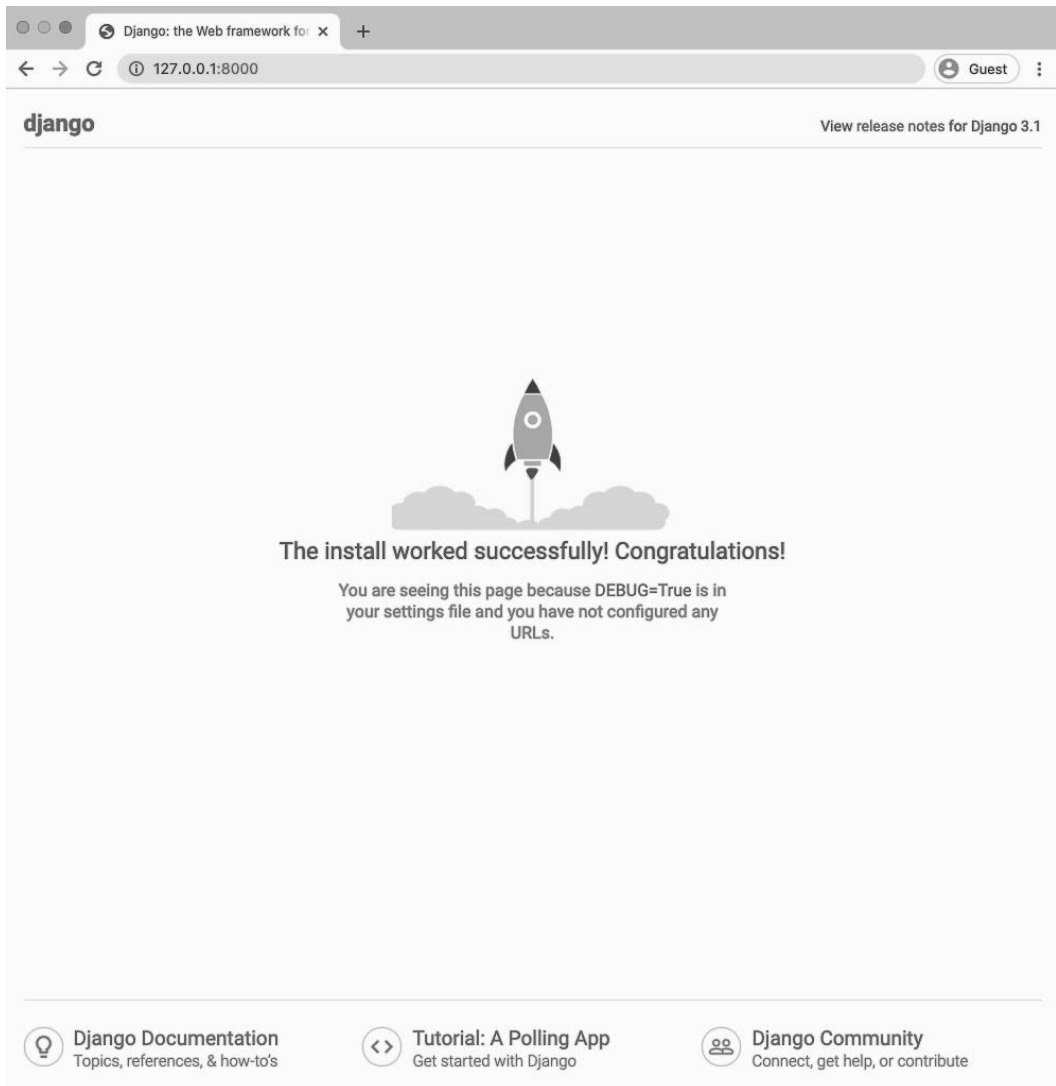 Django: the Web framework for
127.0.0.1:8000
Guest
django
View release notes for Django 3.1
The install worked successfully! Congratulations!
You are seeing this page because DEBUG=True is in
your settings file and you have not configured any
URLs.
Django Documentation
Topics, references, & how-to's
Tutorial: A Polling App
Get started with Django
Django Community
Connect, get help, or contribute